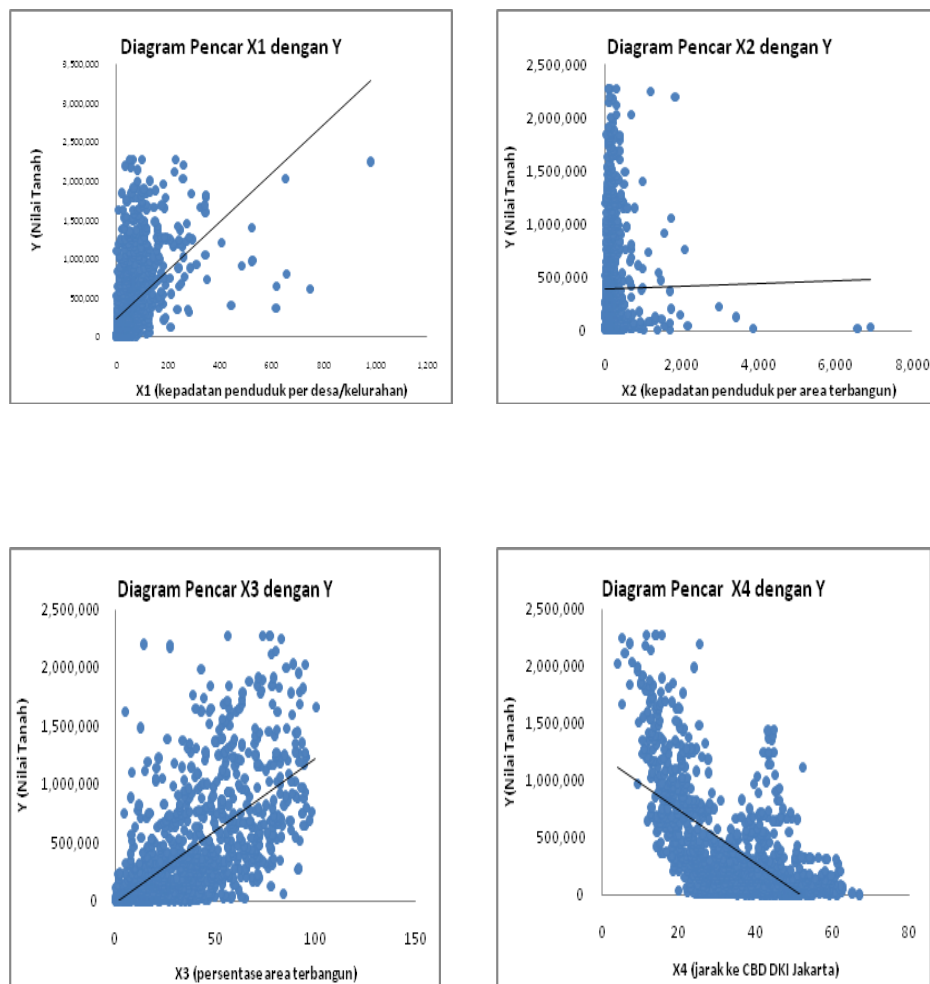 Diagram Pencar X1 dengan Y
Y (Nilai Tanah)
3,500,000
3,000,000
2,500,000
2,000,000
1,500,000
1,000,000
500,000
0
0 200 400 600 800 1,000 1,200
X1 (kepadatan penduduk per desa/kelurahan)
Diagram Pencar X2 dengan Y
Y (Nilai Tanah)
2,500,000
2,000,000
1,500,000
1,000,000
500,000
0
0 2,000 4,000 6,000 8,000
X2 (kepadatan penduduk per area terbangun)
Diagram Pencar X3 dengan Y
Y (Nilai Tanah)
2,500,000
2,000,000
1,500,000
1,000,000
500,000
0
0 50 100 150
X3 (persentase area terbangun)
Diagram Pencar X4 dengan Y
Y(Nilai Tanah)
2,500,000
2,000,000
1,500,000
1,000,000
500,000
0
0 20 40 60 80
X4 (jarak ke CBD DKI Jakarta)